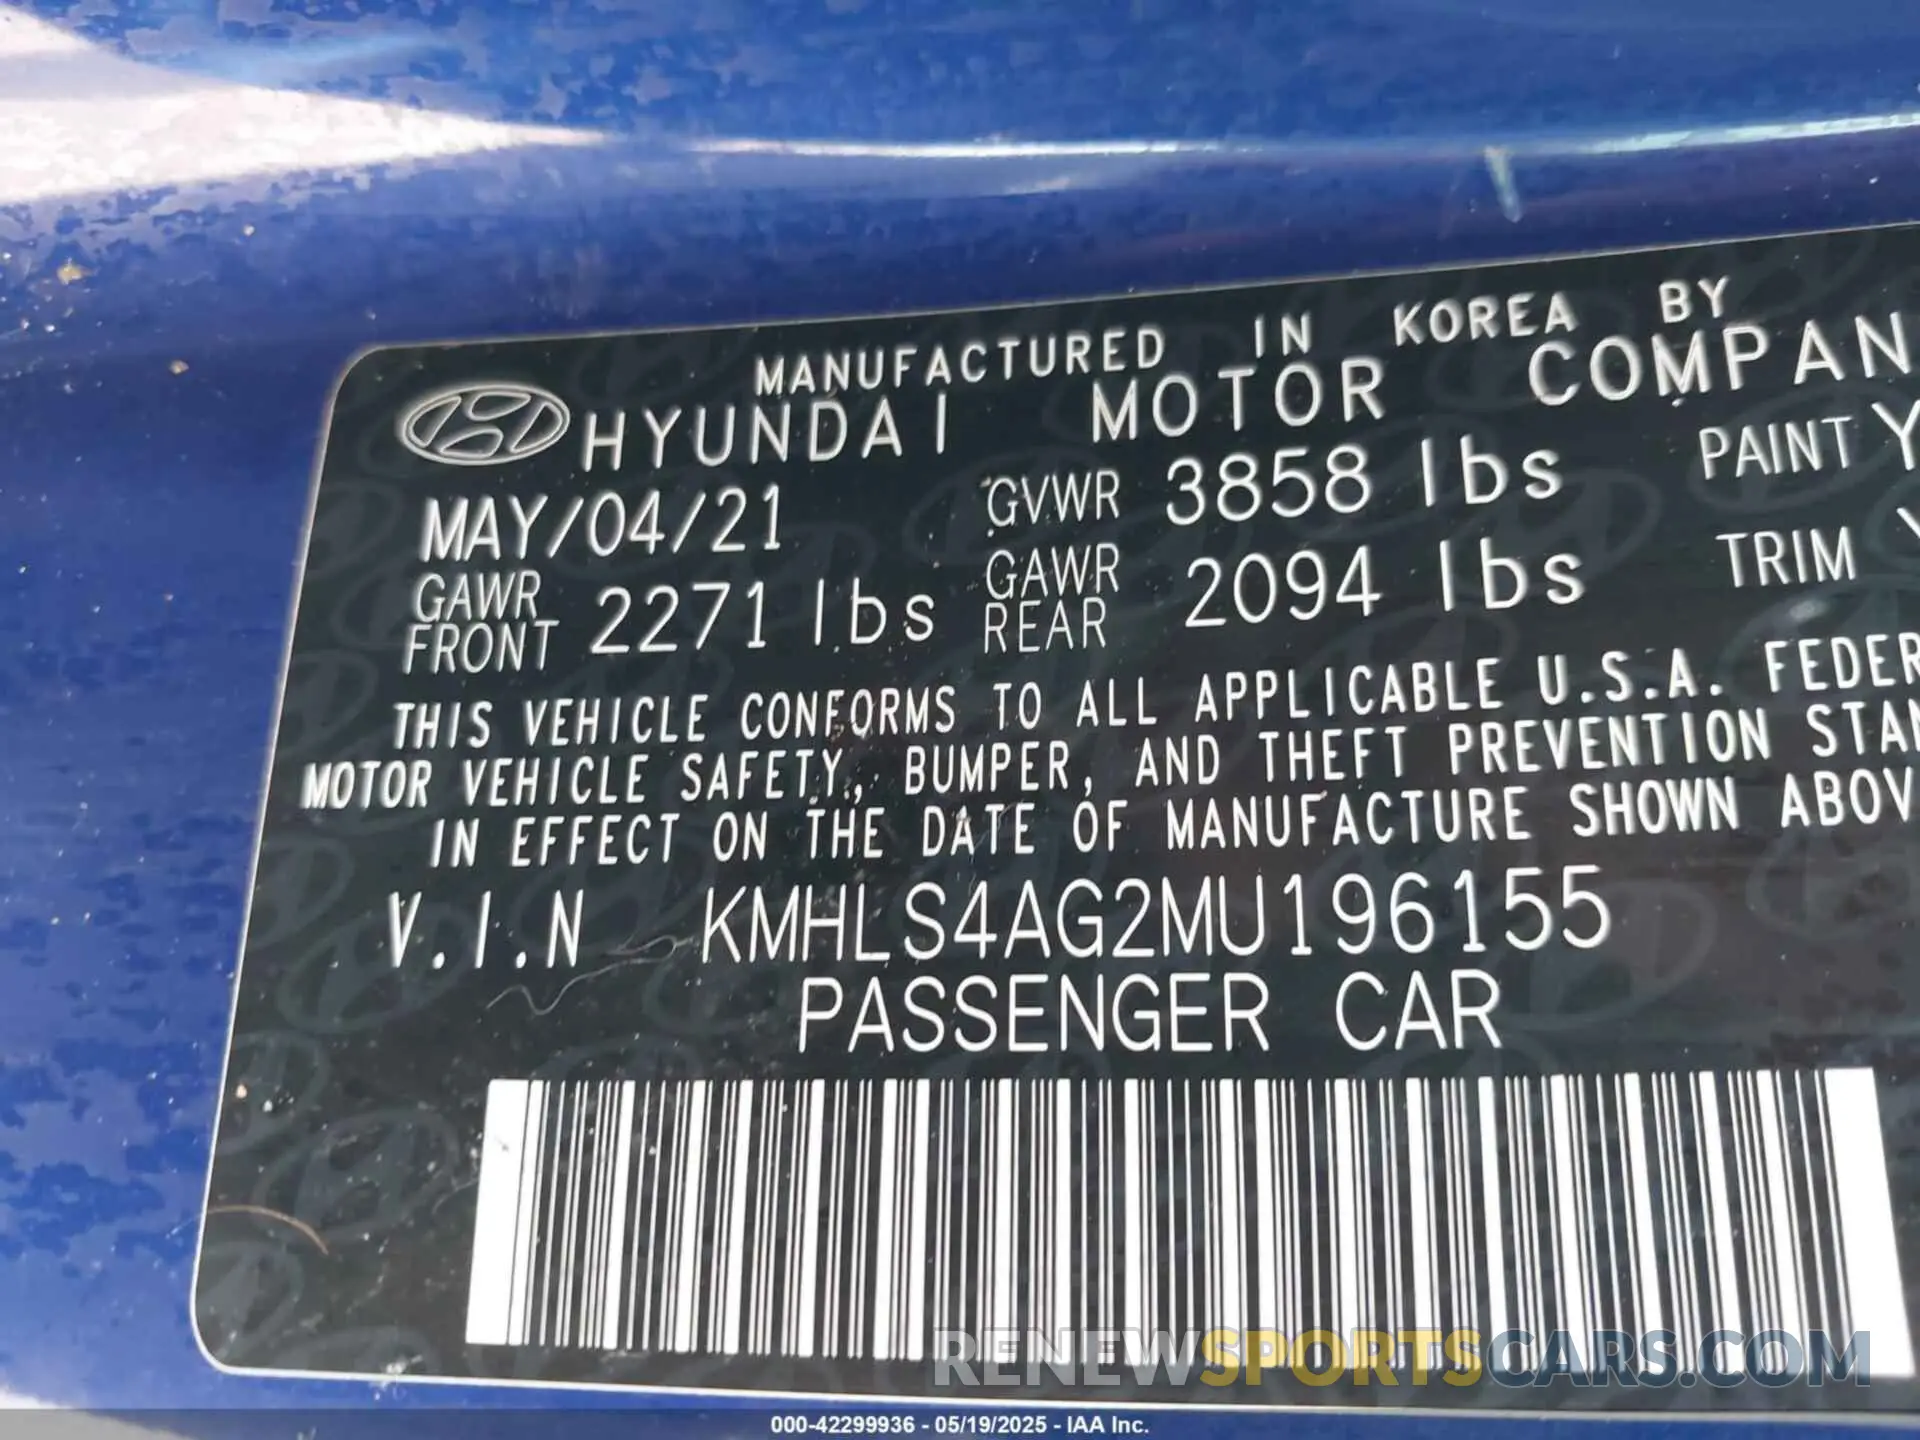 MANUFACTURED IN KOREA BY
HYUNDAI MOTOR COMPAN
MAY/04/21 GVWR 3858 lbs PAINT Y
GAWR FRONT 2271 lbs GAWR REAR 2094 lbs TRIM Y
THIS VEHICLE CONFORMS TO ALL APPLICABLE U.S.A. FEDER
MOTOR VEHICLE SAFETY, BUMPER, AND THEFT PREVENTION STAN
IN EFFECT ON THE DATE OF MANUFACTURE SHOWN ABOV
V.I.N KMHLS4AG2MU196155
PASSENGER CAR
RENEWSPORTSCARS.COM
000-42299936 - 05/19/2025 - IAA Inc.